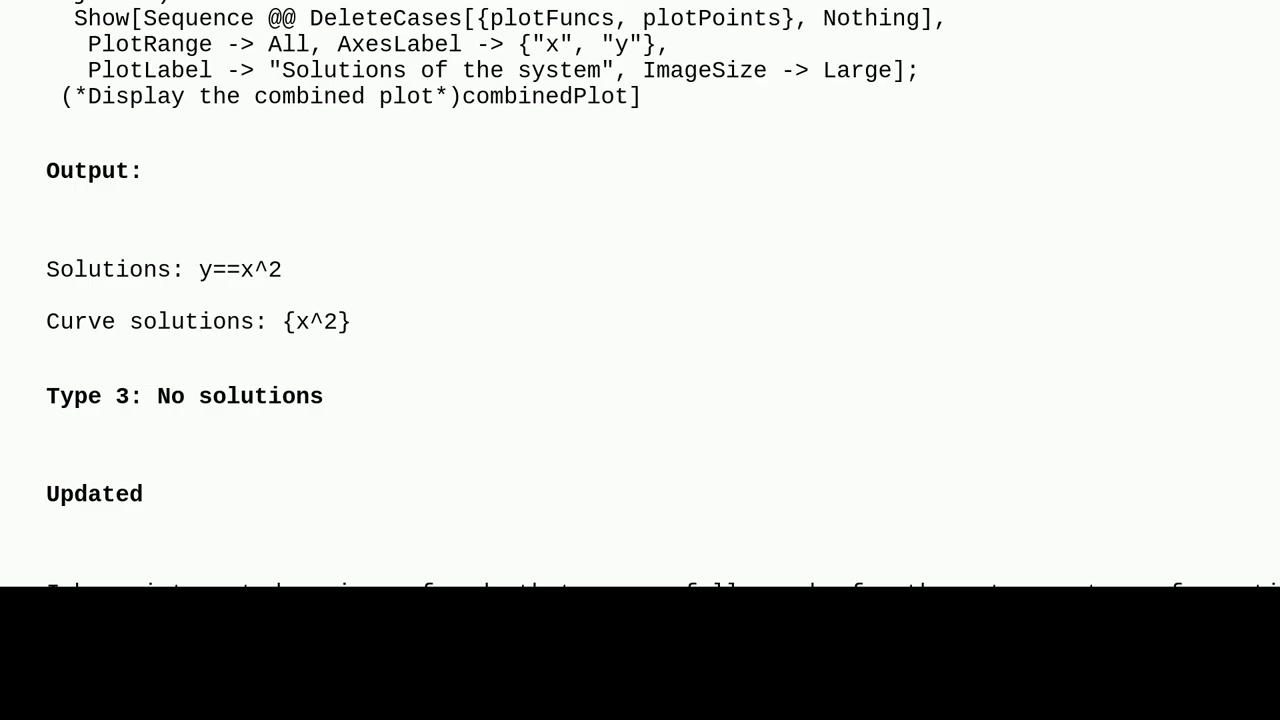 Show[Sequence @@ DeleteCases[{plotFuncs, plotPoints}, Nothing],
PlotRange -> All, AxesLabel -> {"x", "y"},
PlotLabel -> "Solutions of the system", ImageSize -> Large];
(*Display the combined plot*)combinedPlot]
Output:
Solutions: y==x^2
Curve solutions: {x^2}
Type 3: No solutions
Updated